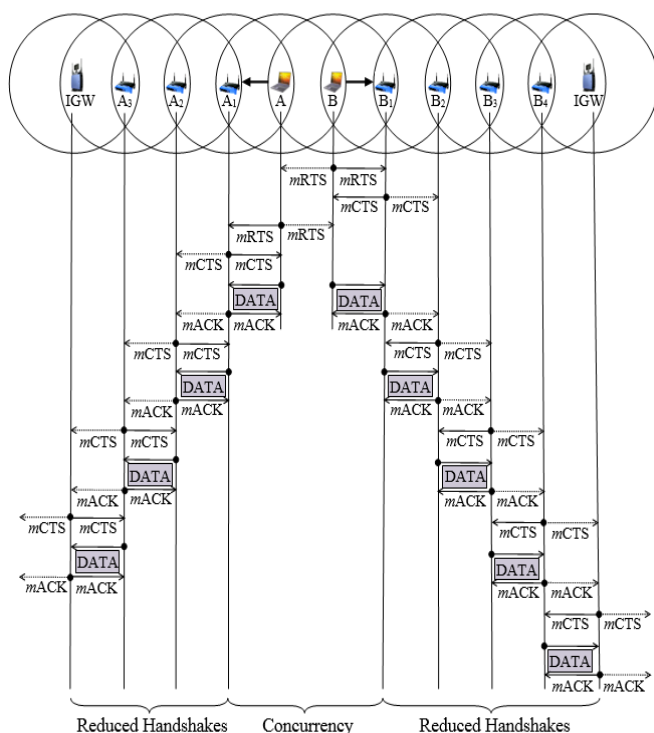 IGW A3 A2 A1 A B B1 B2 B3 B4 IGW
mRTS mRTS
mCTS mCTS
mRTS mRTS
mCTS mCTS
DATA DATA
mACK mACK mACK mACK
mCTS mCTS mCTS mCTS
DATA DATA
mACK mACK mACK mACK
mCTS mCTS mCTS mCTS
DATA DATA
mACK mACK mACK mACK
mCTS mCTS mCTS mCTS
DATA DATA
mACK mACK mACK mACK
mCTS mCTS
DATA
mACK mACK
Reduced Handshakes Concurrency Reduced Handshakes